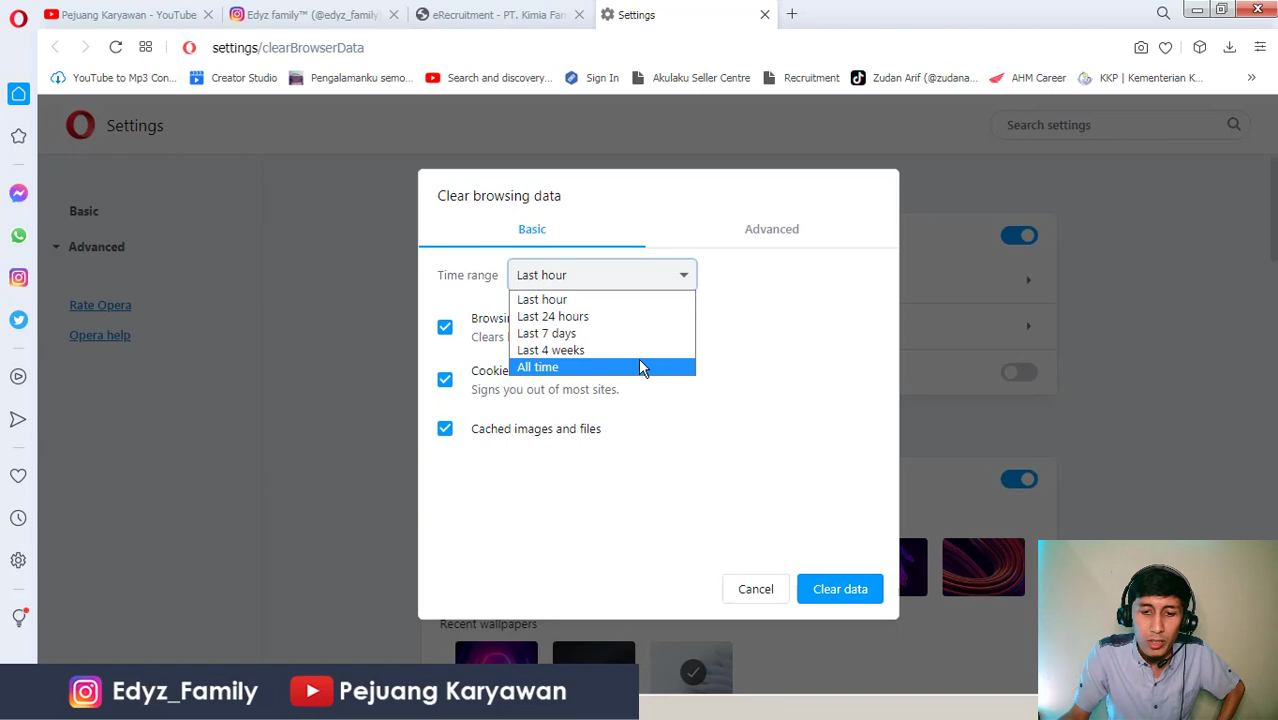 Pejuang Karyawan - YouTube
Edyz family™ (@edyz_family)
eRecruitment - PT. Kimia Far
Settings
settings/clearBrowserData
YouTube to Mp3 Con...
Creator Studio
Pengalamanku semo...
Search and discovery...
Sign In
Akulaku Seller Centre
Recruitment
Zudan Arif (@zudana...
AHM Career
KKP | Kementerian K...
Settings
Search settings
Basic
Advanced
Rate Opera
Opera help
Clear browsing data
Basic
Advanced
Time range
Last hour
Last hour
Last 24 hours
Last 7 days
Last 4 weeks
All time
Signs you out of most sites.
Cached images and files
Cancel
Clear data
Recent wallpapers
Edyz_Family
Pejuang Karyawan